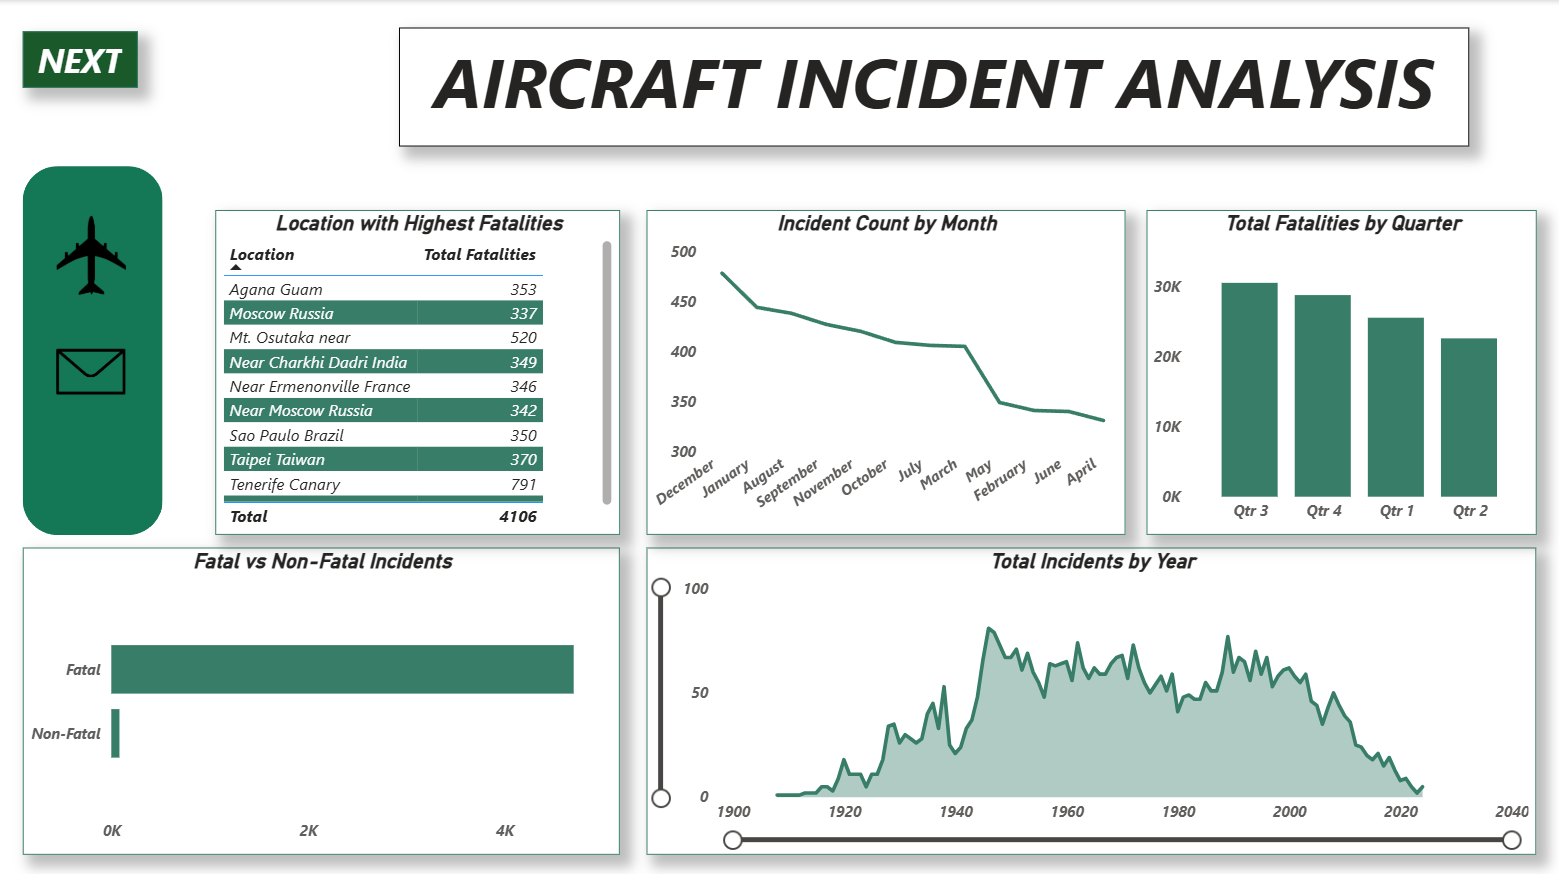 NEXT
AIRCRAFT INCIDENT ANALYSIS
Location with Highest Fatalities
Location Total Fatalities
Agana Guam 353
Moscow Russia 337
Mt. Osutaka near 520
Near Charkhi Dadri India 349
Near Ermenonville France 346
Near Moscow Russia 342
Sao Paulo Brazil 350
Taipei Taiwan 370
Tenerife Canary 791
Total 4106
Incident Count by Month
500
450
400
350
300
December January August September November October July March May February June April
Total Fatalities by Quarter
30K
20K
10K
0K
Qtr 3 Qtr 4 Qtr 1 Qtr 2
Fatal vs Non-Fatal Incidents
Fatal
Non-Fatal
0K 2K 4K
Total Incidents by Year
100
50
0
1900 1920 1940 1960 1980 2000 2020 2040